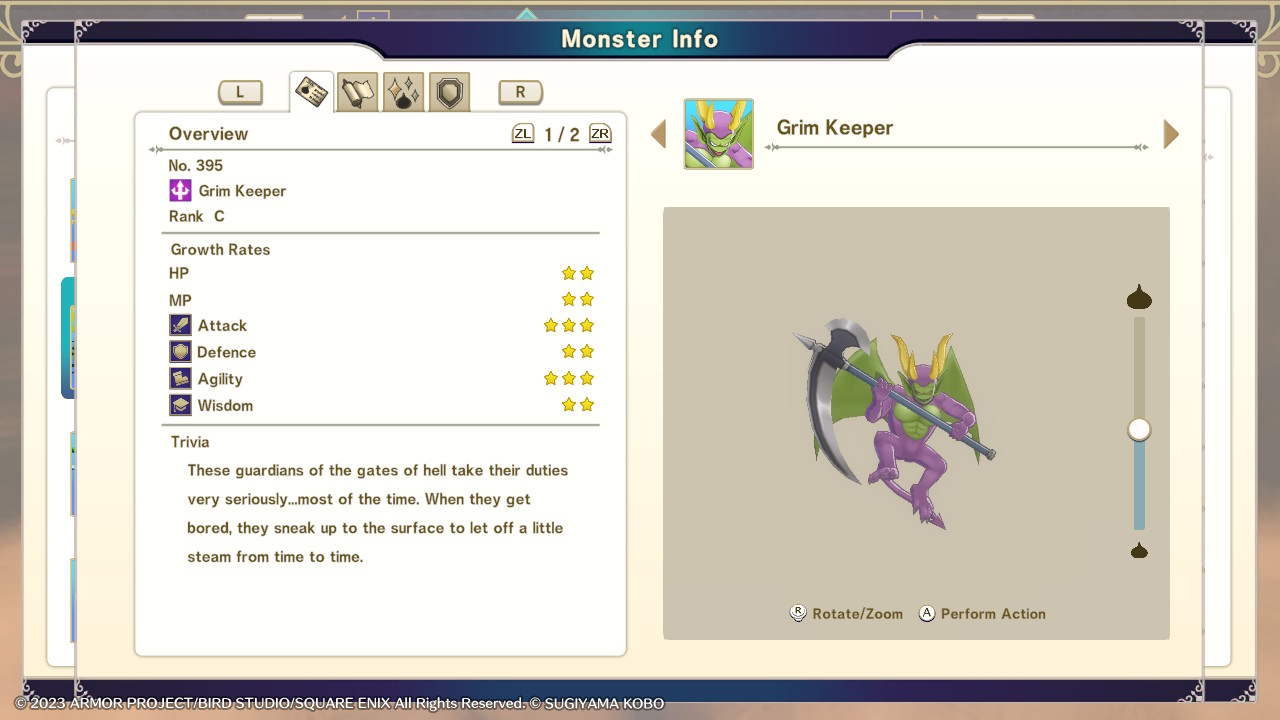 Monster Info
L
R
Overview
ZL 1 / 2 ZR
No. 395
Grim Keeper
Rank C
Growth Rates
HP
MP
Attack
Defence
Agility
Wisdom
Trivia
These guardians of the gates of hell take their duties
very seriously...most of the time. When they get
bored, they sneak up to the surface to let off a little
steam from time to time.
Grim Keeper
R Rotate/Zoom A Perform Action
© 2023 ARMOR PROJECT/BIRD STUDIO/SQUARE ENIX All Rights Reserved. © SUGIYAMA KOBO